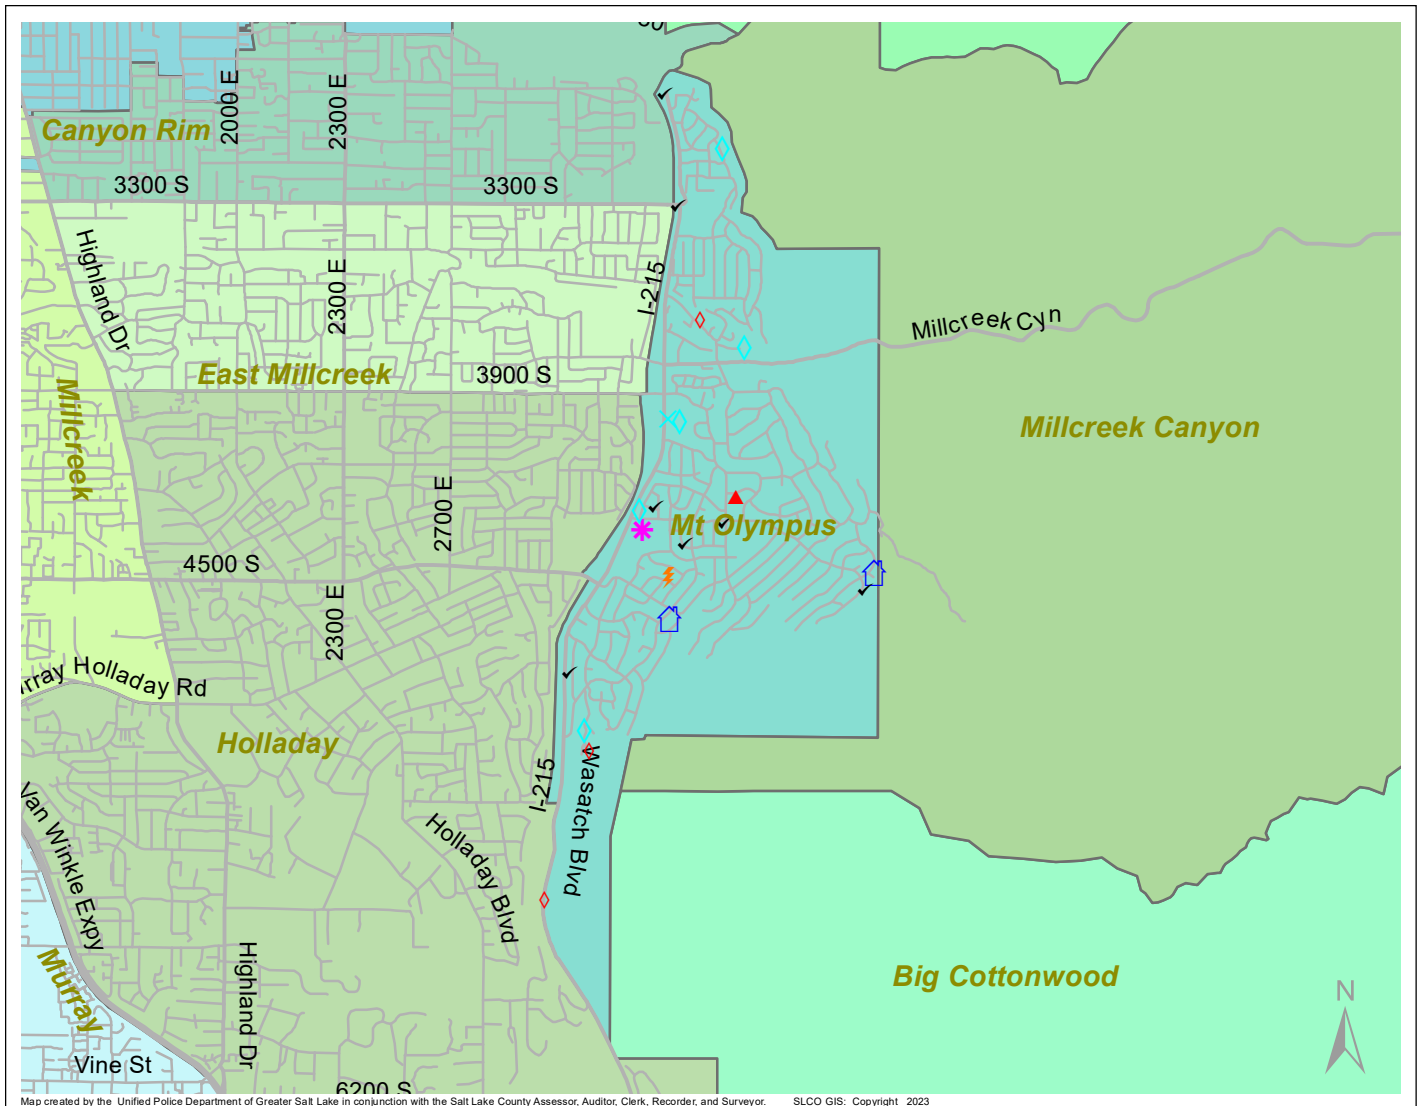 2000 E
2300 E
Canyon Rim
3300 S
3300 S
Highland Dr
2300 E
I-215
Millcreek Cyn
East Millcreek
3900 S
Millcreek
Millcreek Canyon
2700 E
Mt Olympus
4500 S
2300 E
Holladay Rd
Holladay
I-215
Wasatch Blvd
Van Winkle Expy
Holladay Blvd
Murray
Highland Dr
Big Cottonwood
N
Vine St
6200 S
Map created by the Unified Police Department of Greater Salt Lake in conjunction with the Salt Lake County Assessor, Auditor, Clerk, Recorder, and Surveyor. SLCO GIS: Copyright 2023